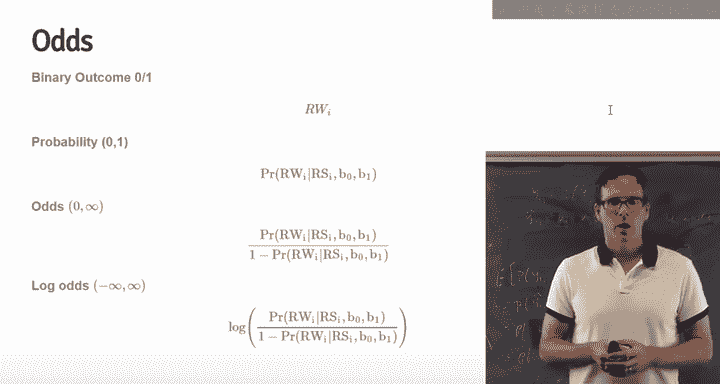 Odds
Binary Outcome 0/1
RWᵢ
Probability (0,1)
Pr(RWᵢ|RSᵢ, b₀, b₁)
Odds (0, ∞)
Pr(RWᵢ|RSᵢ, b₀, b₁)
1 − Pr(RWᵢ|RSᵢ, b₀, b₁)
Log odds (−∞, ∞)
log( Pr(RWᵢ|RSᵢ, b₀, b₁) / 1 − Pr(RWᵢ|RSᵢ, b₀, b₁) )